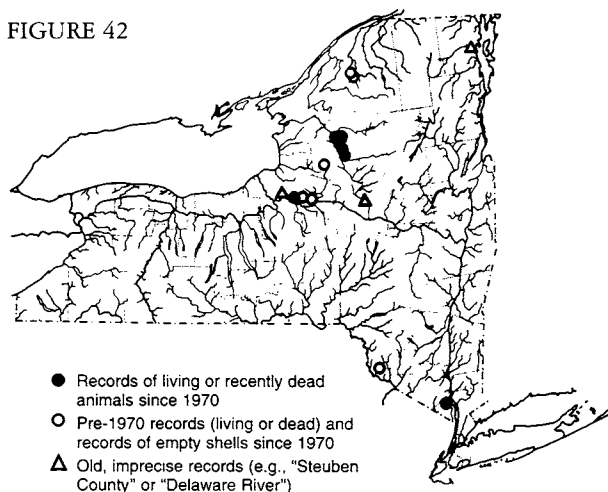 FIGURE 42
Records of living or recently dead
animals since 1970
Pre-1970 records (living or dead) and
records of empty shells since 1970
Old, imprecise records (e.g., "Steuben
County" or "Delaware River")